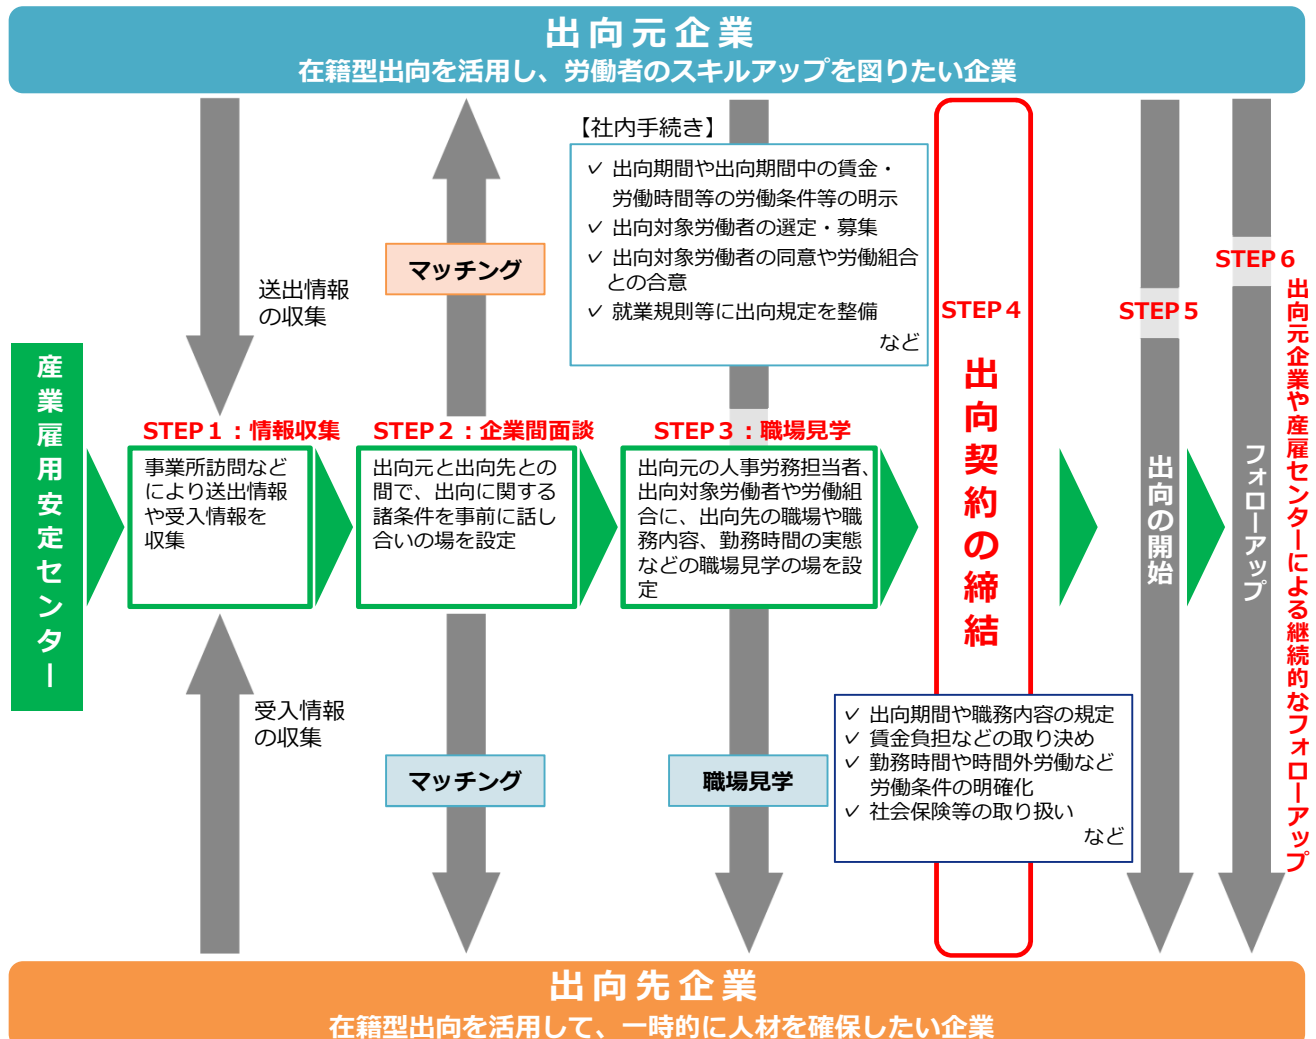 出向元企業
在籍型出向を活用し、労働者のスキルアップを図りたい企業
【社内手続き】
✓ 出向期間や出向期間中の賃金・
労働時間等の労働条件等の明示
✓ 出向対象労働者の選定・募集
✓ 出向対象労働者の同意や労働組合
との合意
✓ 就業規則等に出向規定を整備
など
マッチング
送出情報
の収集
産業雇用安定センター
STEP１：情報収集
事業所訪問など
により送出情報
や受入情報を
収集
受入情報
の収集
STEP２：企業間面談
出向元と出向先との
間で、出向に関する
諸条件を事前に話し
合いの場を設定
マッチング
STEP３：職場見学
出向元の人事労務担当者、
出向対象労働者や労働組
合に、出向先の職場や職
務内容、勤務時間の実態
などの職場見学の場を設
定
職場見学
STEP４
出向契約の締結
✓ 出向期間や職務内容の規定
✓ 賃金負担などの取り決め
✓ 勤務時間や時間外労働など
労働条件の明確化
✓ 社会保険等の取り扱い
など
STEP５
出向の開始
STEP６
フォローアップ
出向元企業や産雇センターによる継続的なフォローアップ
出向先企業
在籍型出向を活用して、一時的に人材を確保したい企業